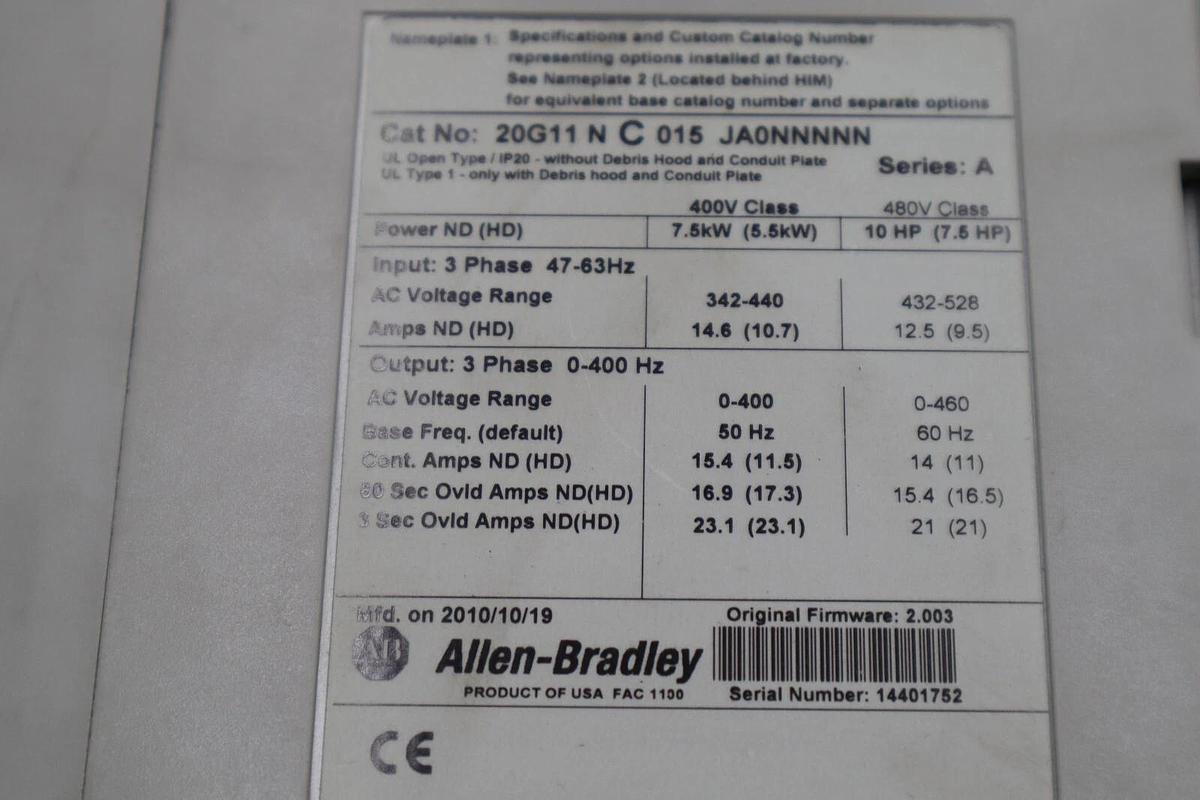 Nameplate 1: Specifications and Custom Catalog Number
representing options installed at factory.
See Nameplate 2 (Located behind HIM)
for equivalent base catalog number and separate options
Cat No: 20G11 N C 015 JA0NNNNN
UL Open Type / IP20 - without Debris Hood and Conduit Plate
UL Type 1 - only with Debris hood and Conduit Plate
Series: A
400V Class 480V Class
Power ND (HD) 7.5kW (5.5kW) 10 HP (7.5 HP)
Input: 3 Phase 47-63Hz
AC Voltage Range 342-440 432-528
Amps ND (HD) 14.6 (10.7) 12.5 (9.5)
Output: 3 Phase 0-400 Hz
AC Voltage Range 0-400 0-460
Base Freq. (default) 50 Hz 60 Hz
Cont. Amps ND (HD) 15.4 (11.5) 14 (11)
60 Sec Ovld Amps ND(HD) 16.9 (17.3) 15.4 (16.5)
3 Sec Ovld Amps ND(HD) 23.1 (23.1) 21 (21)
Mfd. on 2010/10/19 Original Firmware: 2.003
AB Allen-Bradley
PRODUCT OF USA FAC 1100 Serial Number: 14401752
CE